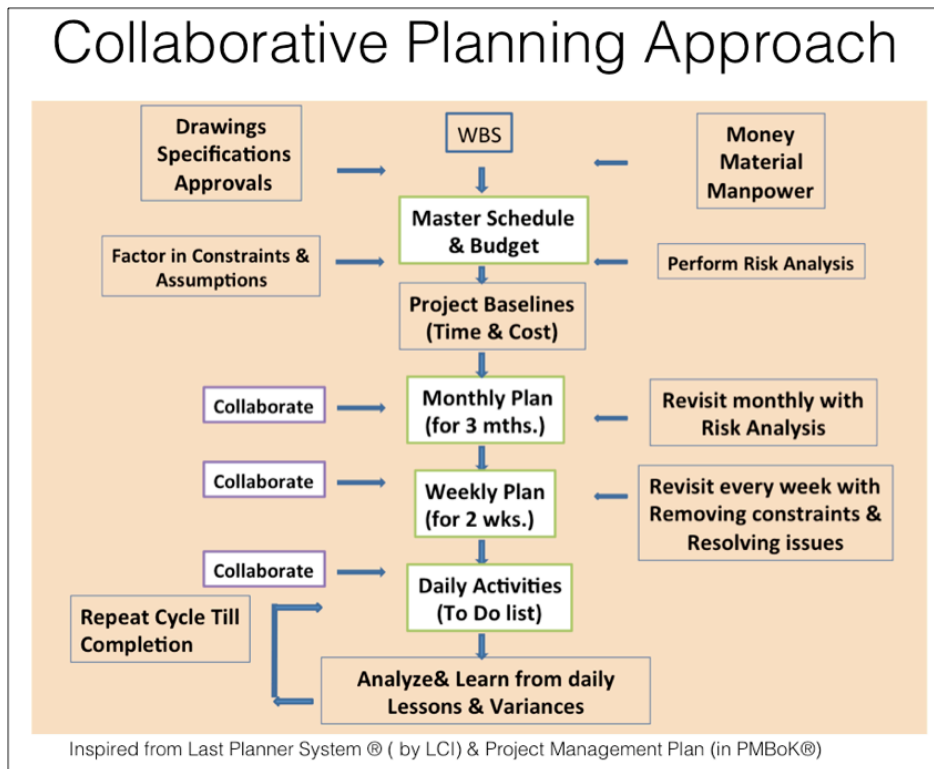 Collaborative Planning Approach
Drawings
Specifications
Approvals
WBS
Money
Material
Manpower
Master Schedule
& Budget
Factor in Constraints &
Assumptions
Perform Risk Analysis
Project Baselines
(Time & Cost)
Collaborate
Monthly Plan
(for 3 mths.)
Revisit monthly with
Risk Analysis
Collaborate
Weekly Plan
(for 2 wks.)
Revisit every week with
Removing constraints &
Resolving issues
Collaborate
Daily Activities
(To Do list)
Repeat Cycle Till
Completion
Analyze& Learn from daily
Lessons & Variances
Inspired from Last Planner System ® ( by LCI) & Project Management Plan (in PMBoK®)